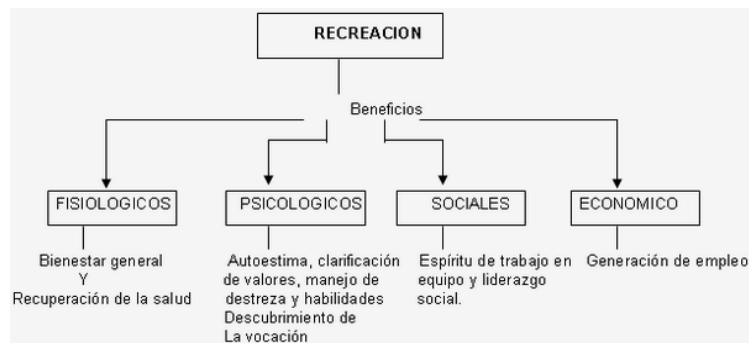 RECREACION
Beneficios
FISIOLOGICOS
PSICOLOGICOS
SOCIALES
ECONOMICO
Bienestar general
Y
Recuperación de la salud
Autoestima, clarificación
de valores, manejo de
destreza y habilidades
Descubrimiento de
La vocación
Espíritu de trabajo en
equipo y liderazgo
social.
Generación de empleo